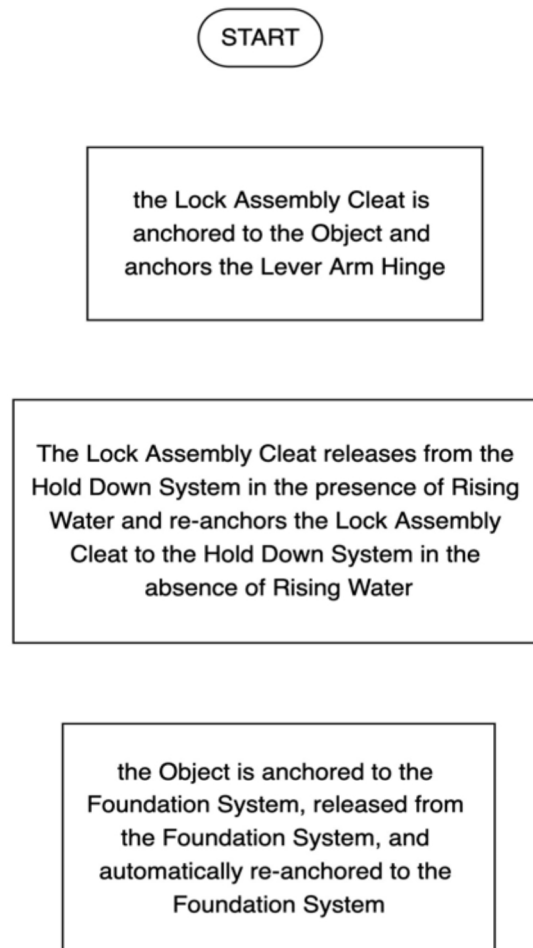 START
the Lock Assembly Cleat is
anchored to the Object and
anchors the Lever Arm Hinge
The Lock Assembly Cleat releases from the
Hold Down System in the presence of Rising
Water and re-anchors the Lock Assembly
Cleat to the Hold Down System in the
absence of Rising Water
the Object is anchored to the
Foundation System, released from
the Foundation System, and
automatically re-anchored to the
Foundation System